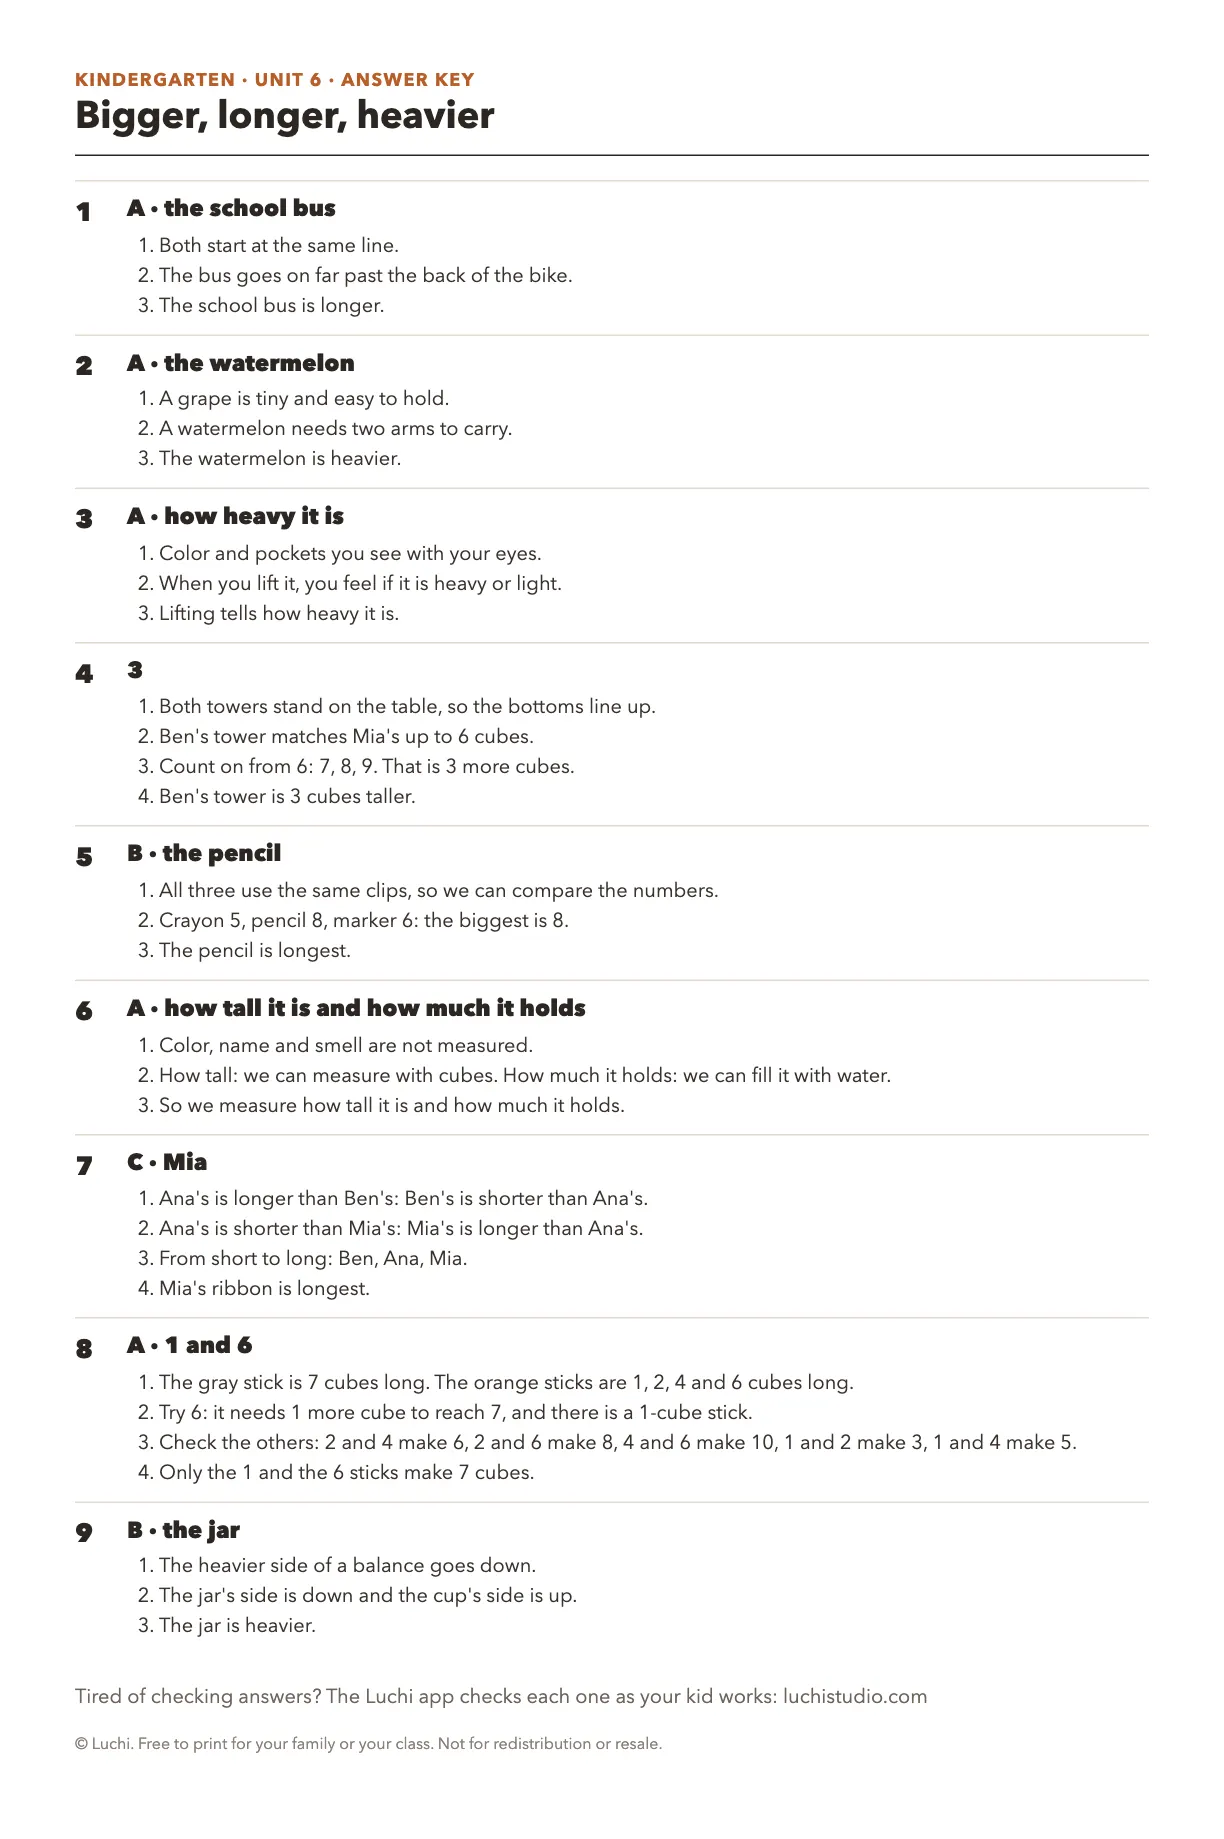 KINDERGARTEN · UNIT 6 · ANSWER KEY
Bigger, longer, heavier
1 A · the school bus
1. Both start at the same line.
2. The bus goes on far past the back of the bike.
3. The school bus is longer.
2 A · the watermelon
1. A grape is tiny and easy to hold.
2. A watermelon needs two arms to carry.
3. The watermelon is heavier.
3 A · how heavy it is
1. Color and pockets you see with your eyes.
2. When you lift it, you feel if it is heavy or light.
3. Lifting tells how heavy it is.
4 3
1. Both towers stand on the table, so the bottoms line up.
2. Ben's tower matches Mia's up to 6 cubes.
3. Count on from 6: 7, 8, 9. That is 3 more cubes.
4. Ben's tower is 3 cubes taller.
5 B · the pencil
1. All three use the same clips, so we can compare the numbers.
2. Crayon 5, pencil 8, marker 6: the biggest is 8.
3. The pencil is longest.
6 A · how tall it is and how much it holds
1. Color, name and smell are not measured.
2. How tall: we can measure with cubes. How much it holds: we can fill it with water.
3. So we measure how tall it is and how much it holds.
7 C · Mia
1. Ana's is longer than Ben's: Ben's is shorter than Ana's.
2. Ana's is shorter than Mia's: Mia's is longer than Ana's.
3. From short to long: Ben, Ana, Mia.
4. Mia's ribbon is longest.
8 A · 1 and 6
1. The gray stick is 7 cubes long. The orange sticks are 1, 2, 4 and 6 cubes long.
2. Try 6: it needs 1 more cube to reach 7, and there is a 1-cube stick.
3. Check the others: 2 and 4 make 6, 2 and 6 make 8, 4 and 6 make 10, 1 and 2 make 3, 1 and 4 make 5.
4. Only the 1 and the 6 sticks make 7 cubes.
9 B · the jar
1. The heavier side of a balance goes down.
2. The jar's side is down and the cup's side is up.
3. The jar is heavier.
Tired of checking answers? The Luchi app checks each one as your kid works: luchistudio.com
© Luchi. Free to print for your family or your class. Not for redistribution or resale.